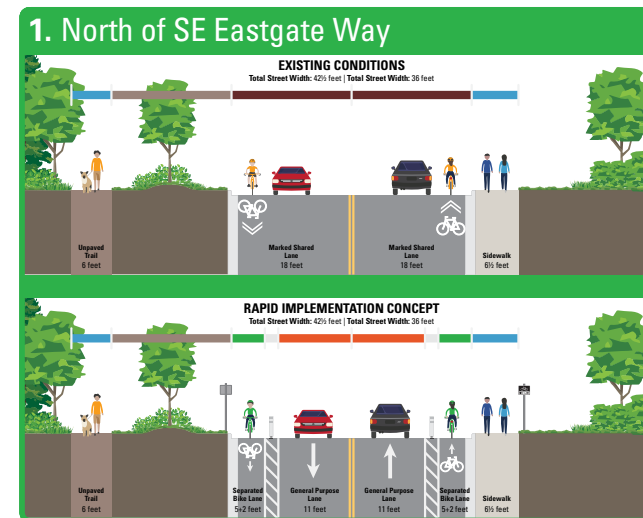 1. North of SE Eastgate Way
EXISTING CONDITIONS
Total Street Width: 42½ feet | Total Street Width: 36 feet
Unpaved
Trail
6 feet
Marked Shared
Lane
18 feet
Marked Shared
Lane
18 feet
Sidewalk
6½ feet
RAPID IMPLEMENTATION CONCEPT
Total Street Width: 42½ feet | Total Street Width: 36 feet
Unpaved
Trail
6 feet
Separated
Bike Lane
5+2 feet
General Purpose
Lane
11 feet
General Purpose
Lane
11 feet
Separated
Bike Lane
5+2 feet
Sidewalk
6½ feet